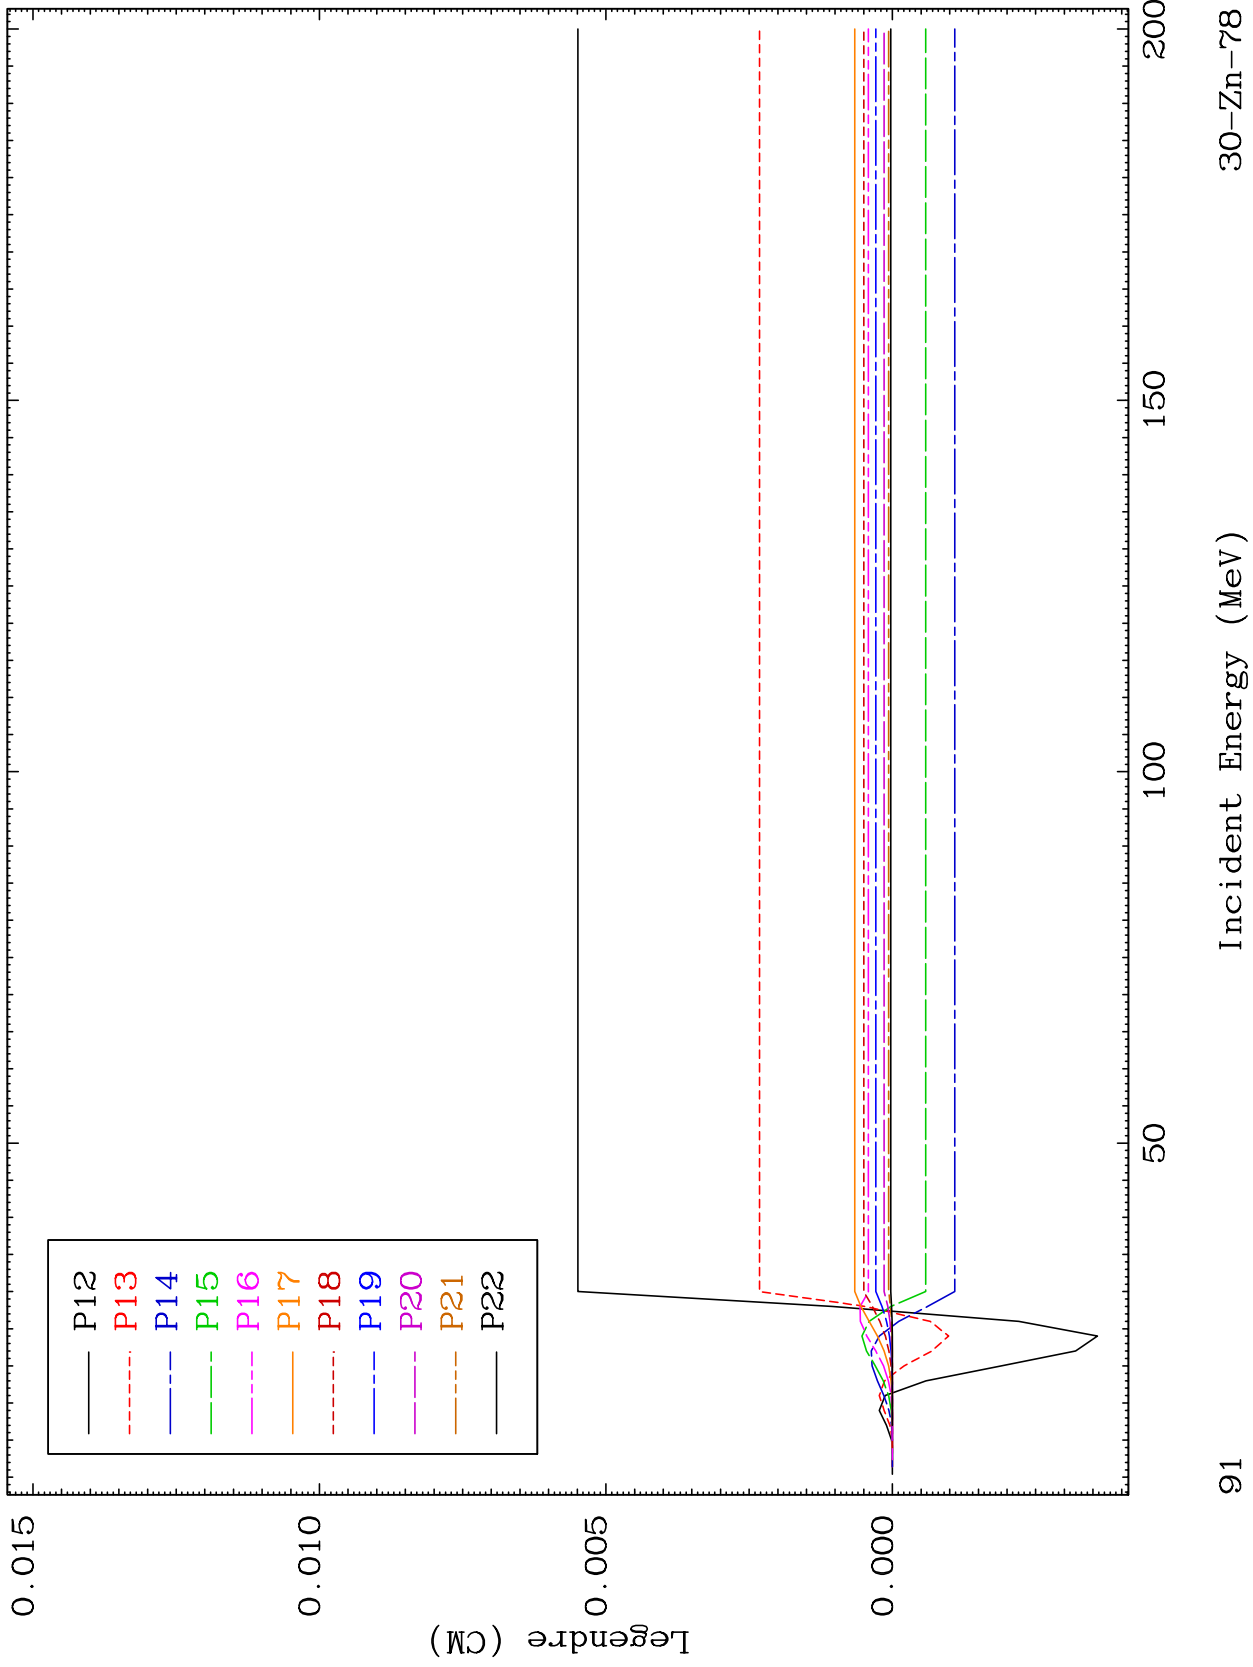 0.015
0.010
0.005
0.000
Legendre (CM)
P12
P13
P14
P15
P16
P17
P18
P19
P20
P21
P22
50
100
150
200
Incident Energy (MeV)
91
30-Zn-78